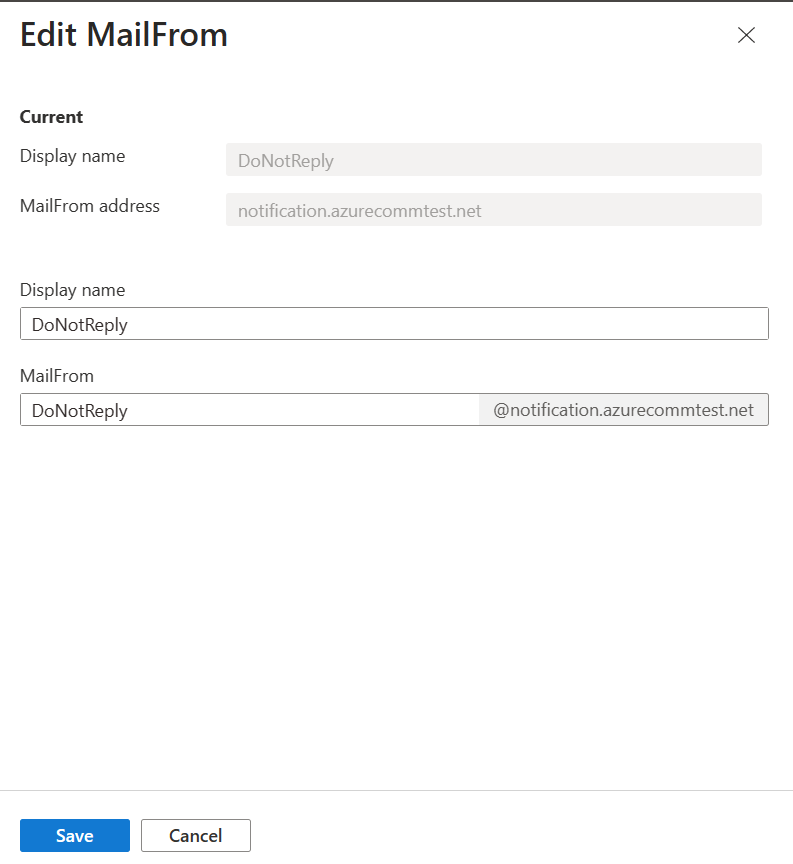 Edit MailFrom
Current
Display name DoNotReply
MailFrom address notification.azurecommtest.net
Display name
DoNotReply
MailFrom
DoNotReply @notification.azurecommtest.net
Save Cancel